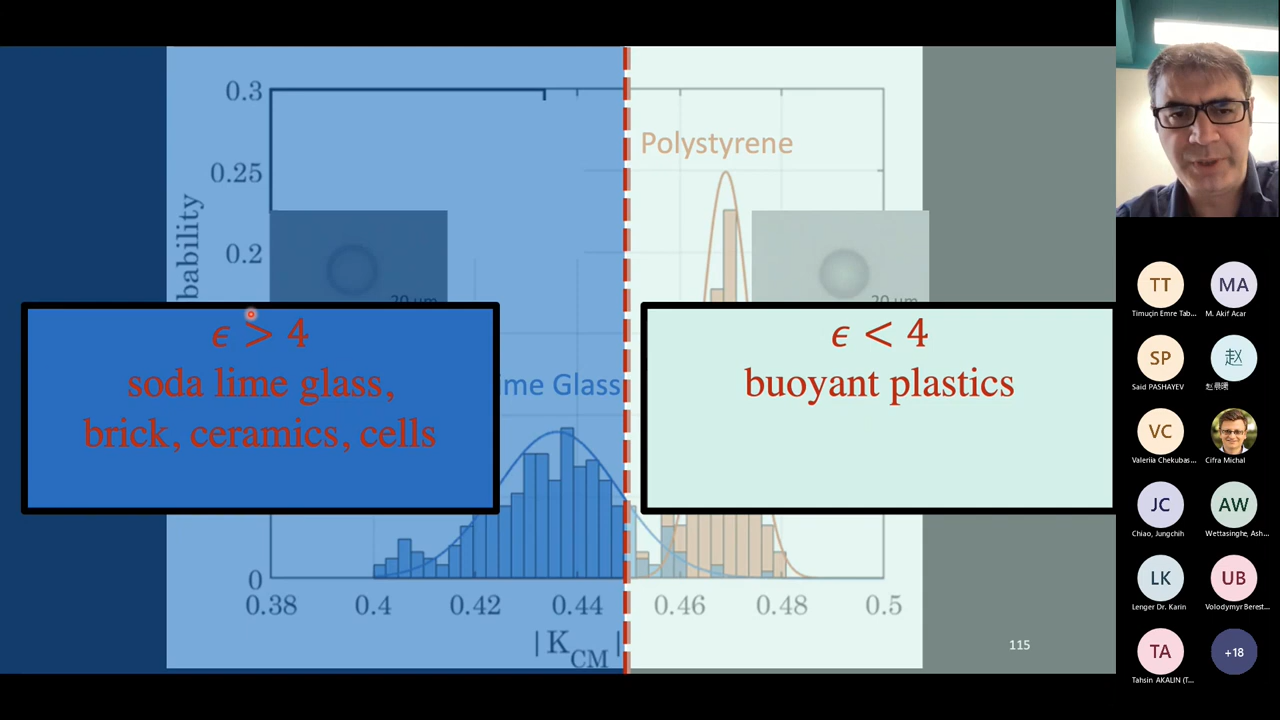 0.3
Polystyrene
0.25
bability
0.2
20 μm
20 μm
ϵ > 4
soda lime glass,
brick, ceramics, cells
ϵ < 4
buoyant plastics
ime Glass
0
0.38
0.4
0.42
0.44
0.46
0.48
0.5
|K_CM|
115
TT
Timuçin Emre Tab...
MA
M. Akif Acar
SP
Said PASHAYEV
赵
VC
Valeriia Chekubas...
Cifra Michal
JC
Chiao, Jungchih
AW
Wettasinghe, Ash...
LK
Lenger Dr. Karin
UB
Volodymyr Berest...
TA
Tahsin AKALIN (T...
+18